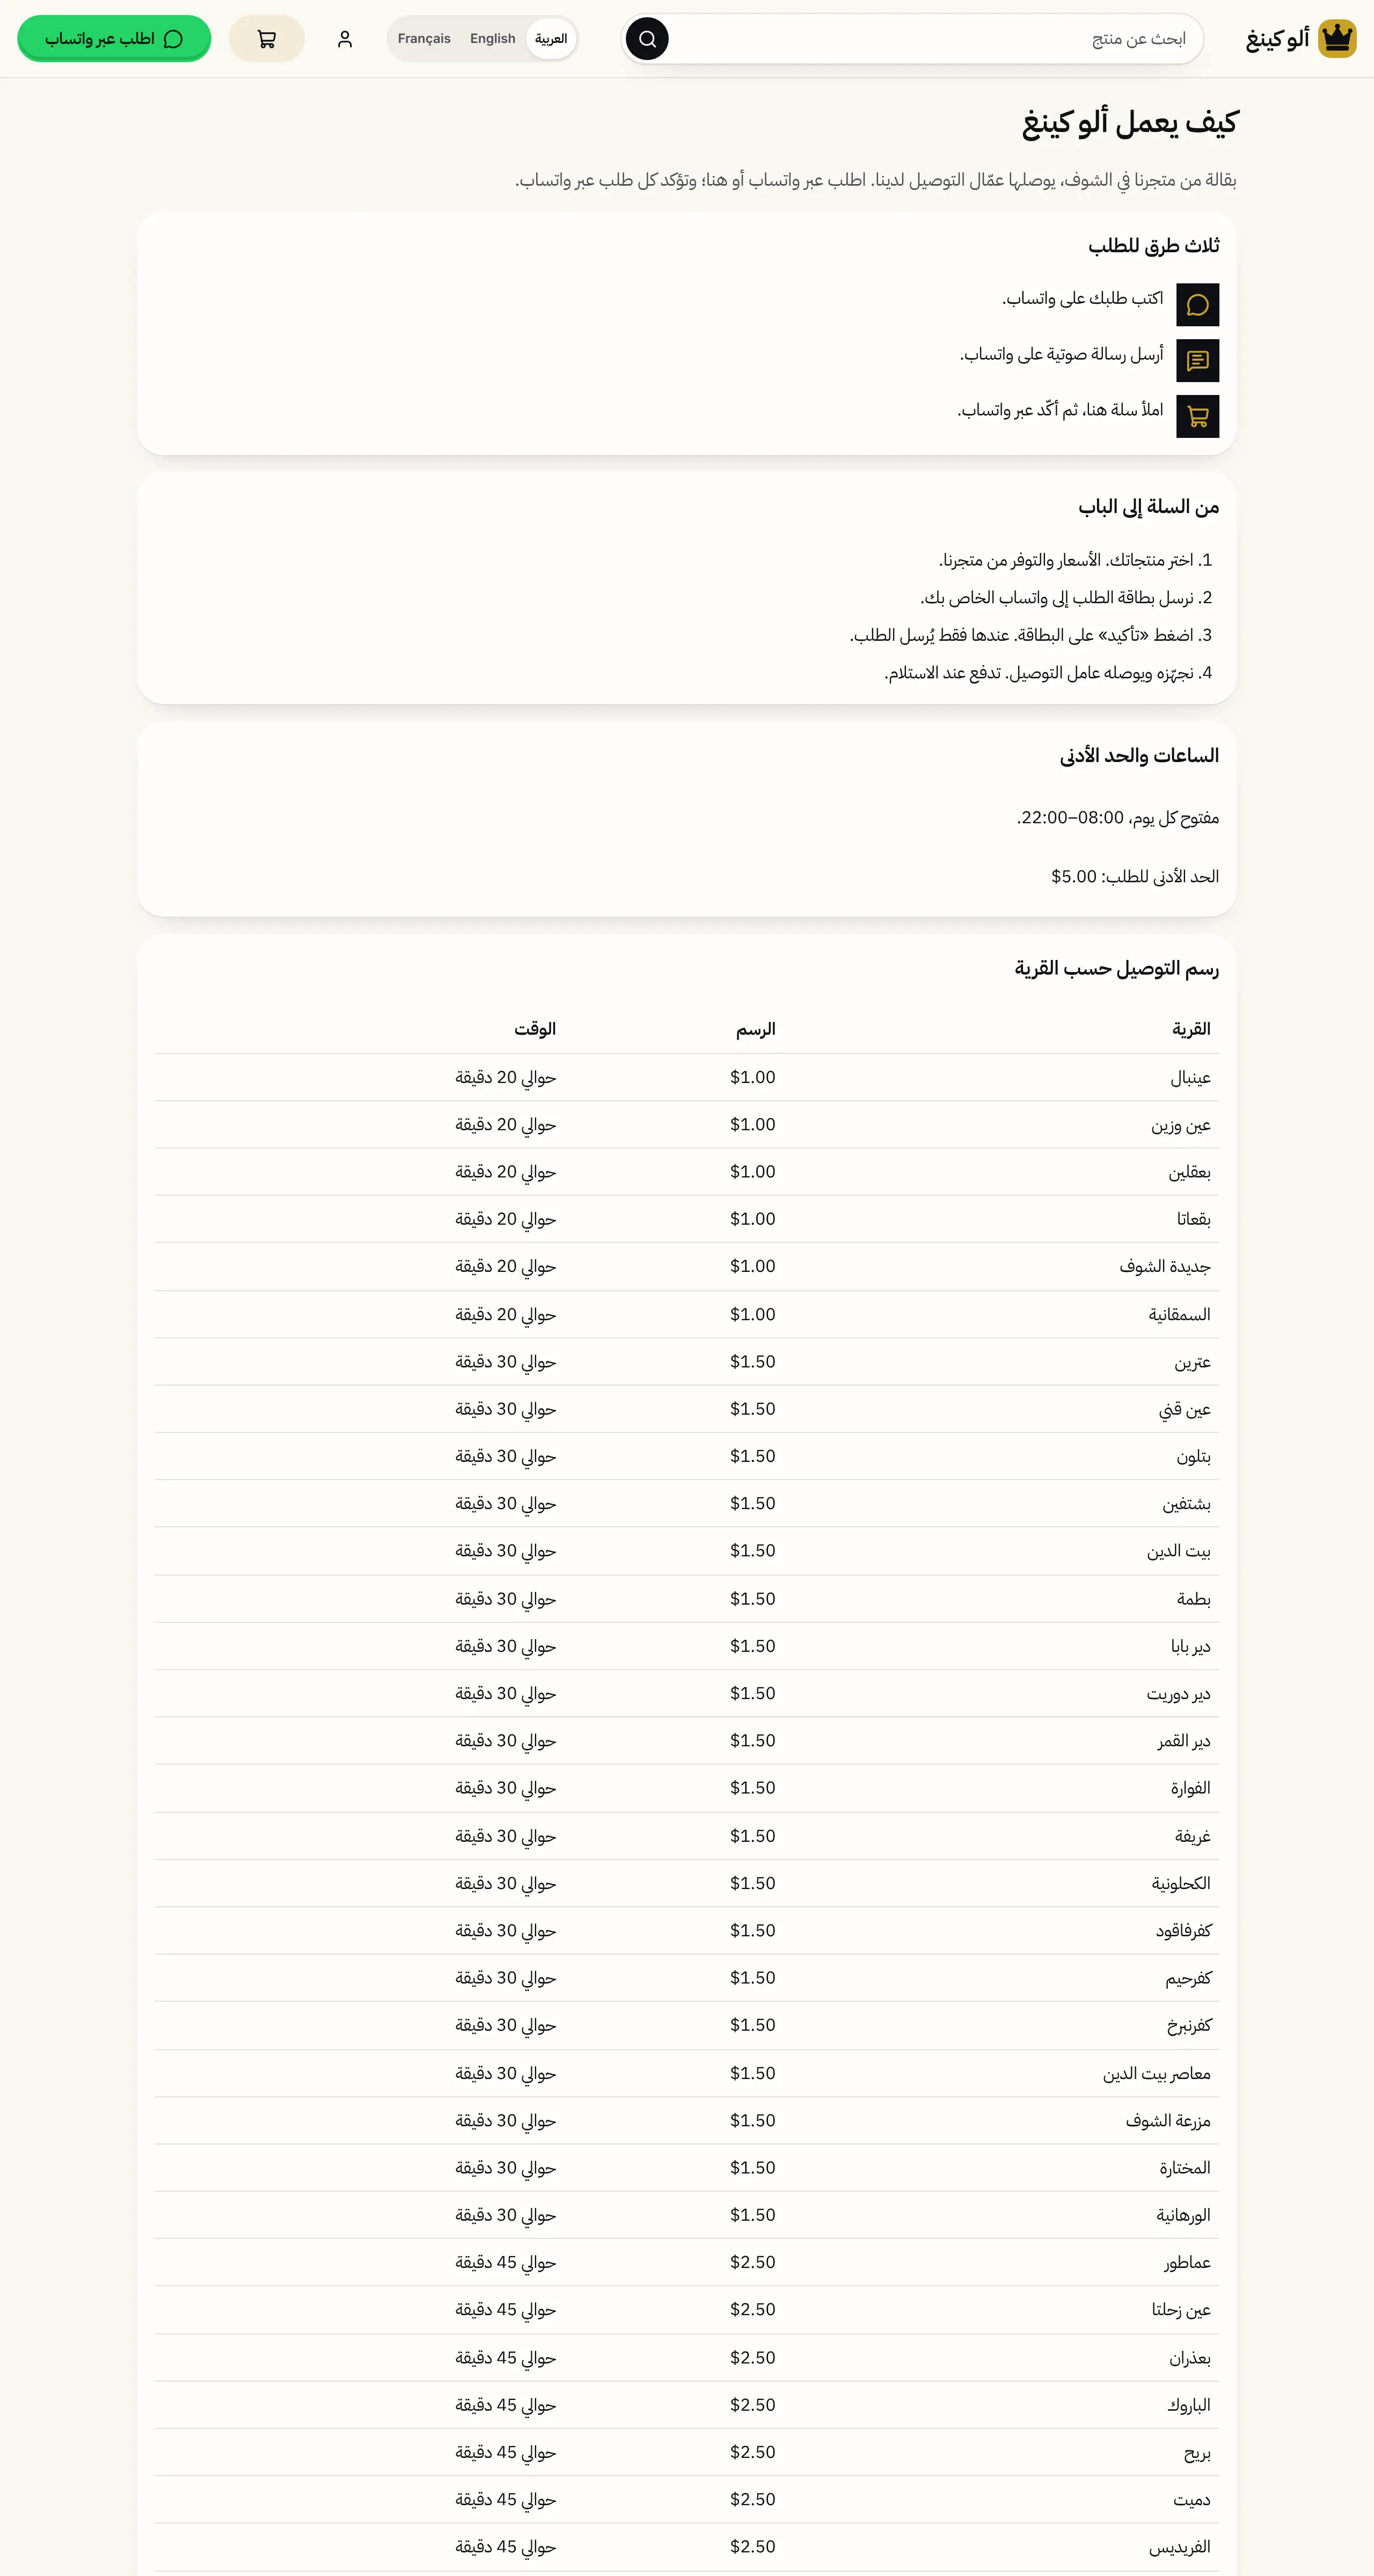 ألو كينغ
ابحث عن منتج
العربية English Français
اطلب عبر واتساب
كيف يعمل ألو كينغ
بقالة من متجرنا في الشوف، يوصلها عمّال التوصيل لدينا. اطلب عبر واتساب أو هنا؛ وتؤكد كل طلب عبر واتساب.
ثلاث طرق للطلب
اكتب طلبك على واتساب.
أرسل رسالة صوتية على واتساب.
املأ سلة هنا، ثم أكّد عبر واتساب.
من السلة إلى الباب
1. اختر منتجاتك. الأسعار والتوفر من متجرنا.
2. نرسل بطاقة الطلب إلى واتساب الخاص بك.
3. اضغط «تأكيد» على البطاقة. عندها فقط يُرسل الطلب.
4. نجهّزه ويوصله عامل التوصيل. تدفع عند الاستلام.
الساعات والحد الأدنى
مفتوح كل يوم، 08:00–22:00.
الحد الأدنى للطلب: $5.00
رسم التوصيل حسب القرية
القرية الرسم الوقت
عينبال $1.00 حوالي 20 دقيقة
عين وزين $1.00 حوالي 20 دقيقة
بعقلين $1.00 حوالي 20 دقيقة
بقعاتا $1.00 حوالي 20 دقيقة
جديدة الشوف $1.00 حوالي 20 دقيقة
السمقانية $1.00 حوالي 20 دقيقة
عترين $1.50 حوالي 30 دقيقة
عين قني $1.50 حوالي 30 دقيقة
بتلون $1.50 حوالي 30 دقيقة
بشتفين $1.50 حوالي 30 دقيقة
بيت الدين $1.50 حوالي 30 دقيقة
بطمة $1.50 حوالي 30 دقيقة
دير بابا $1.50 حوالي 30 دقيقة
دير دوريت $1.50 حوالي 30 دقيقة
دير القمر $1.50 حوالي 30 دقيقة
الفوارة $1.50 حوالي 30 دقيقة
غريفة $1.50 حوالي 30 دقيقة
الكحلونية $1.50 حوالي 30 دقيقة
كفرفاقود $1.50 حوالي 30 دقيقة
كفرحيم $1.50 حوالي 30 دقيقة
كفرنبرخ $1.50 حوالي 30 دقيقة
معاصر بيت الدين $1.50 حوالي 30 دقيقة
مزرعة الشوف $1.50 حوالي 30 دقيقة
المختارة $1.50 حوالي 30 دقيقة
الورهانية $1.50 حوالي 30 دقيقة
عماطور $2.50 حوالي 45 دقيقة
عين زحلتا $2.50 حوالي 45 دقيقة
بعذران $2.50 حوالي 45 دقيقة
الباروك $2.50 حوالي 45 دقيقة
بريح $2.50 حوالي 45 دقيقة
دميت $2.50 حوالي 45 دقيقة
الفريديس $2.50 حوالي 45 دقيقة